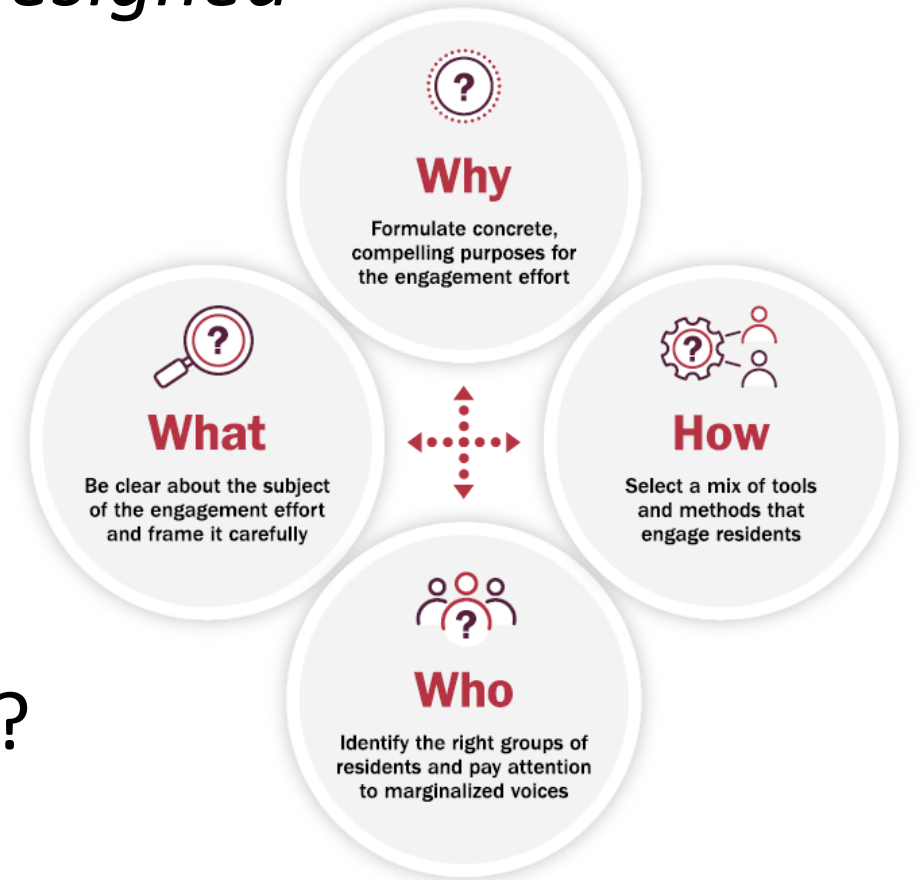 esigned
?
Why
Formulate concrete,
compelling purposes for
the engagement effort
?
What
Be clear about the subject
of the engagement effort
and frame it carefully
?
How
Select a mix of tools
and methods that
engage residents
?
Who
Identify the right groups of
residents and pay attention
to marginalized voices
?